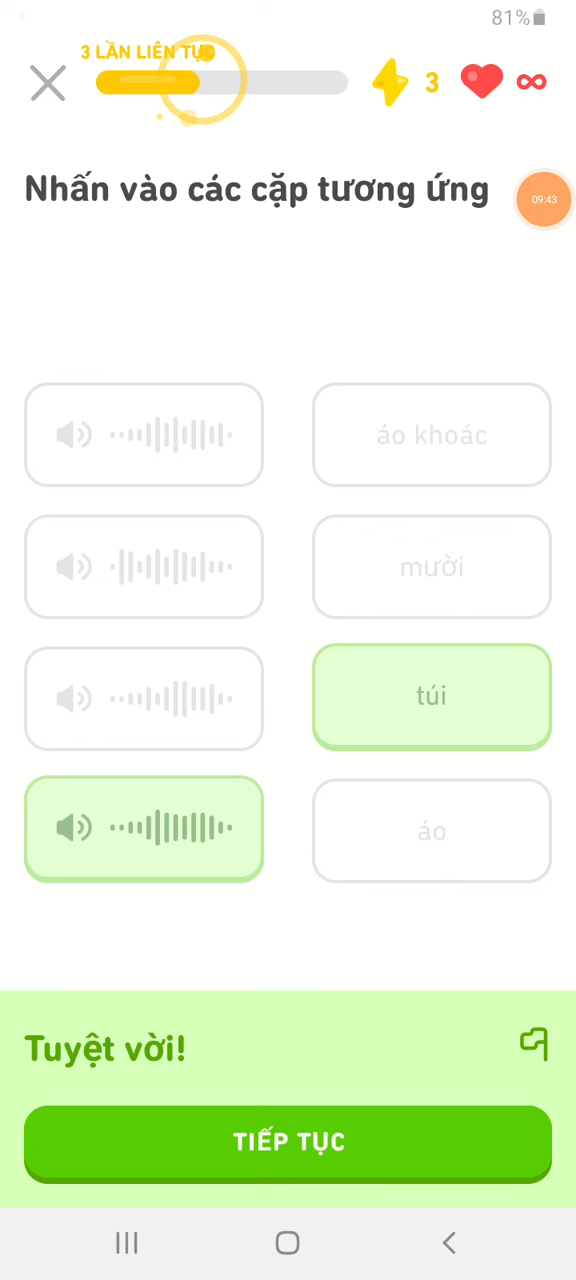 81%
3 LẦN LIÊN TỤC
3
Nhấn vào các cặp tương ứng
09:43
áo khoác
mười
túi
áo
Tuyệt vời!
TIẾP TỤC